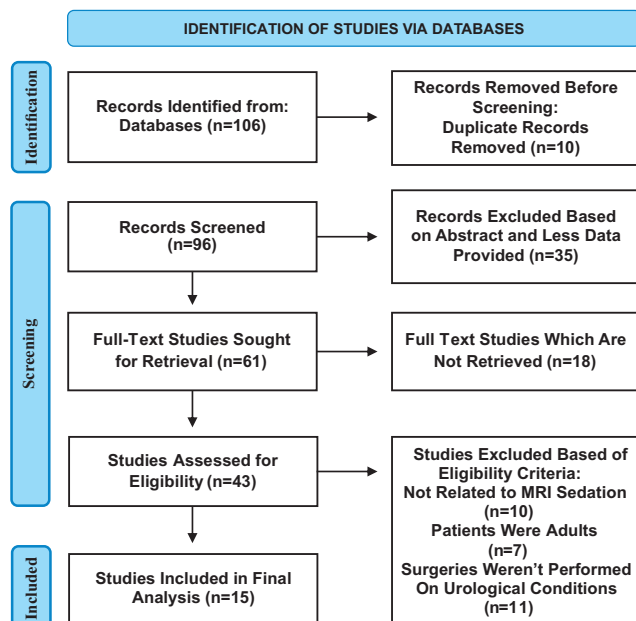 IDENTIFICATION OF STUDIES VIA DATABASES
Identification
Records Identified from:
Databases (n=106)
Records Removed Before
Screening:
Duplicate Records
Removed (n=10)
Screening
Records Screened
(n=96)
Records Excluded Based
on Abstract and Less Data
Provided (n=35)
Full-Text Studies Sought
for Retrieval (n=61)
Full Text Studies Which Are
Not Retrieved (n=18)
Studies Assessed for
Eligibility (n=43)
Studies Excluded Based of
Eligibility Criteria:
Not Related to MRI Sedation
(n=10)
Patients Were Adults
(n=7)
Surgeries Weren't Performed
On Urological Conditions
(n=11)
Included
Studies Included in Final
Analysis (n=15)